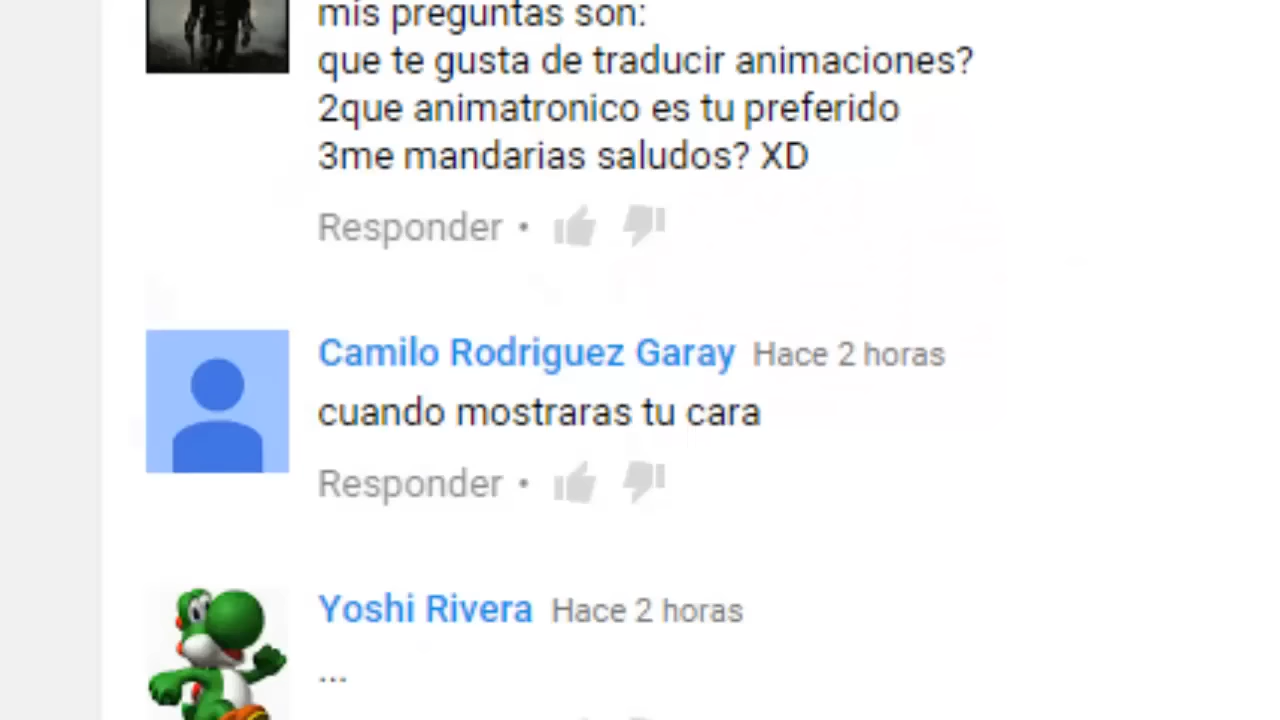 mis preguntas son:
que te gusta de traducir animaciones?
2que animatronico es tu preferido
3me mandarias saludos? XD
Responder •
Camilo Rodriguez Garay Hace 2 horas
cuando mostraras tu cara
Responder •
Yoshi Rivera Hace 2 horas
...